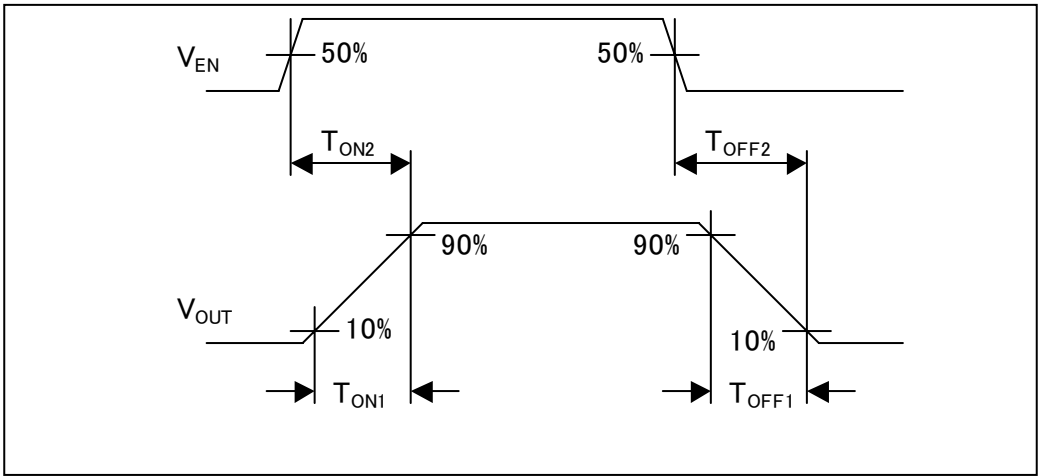 V_EN
50%
50%
T_ON2
T_OFF2
90%
90%
V_OUT
10%
10%
T_ON1
T_OFF1